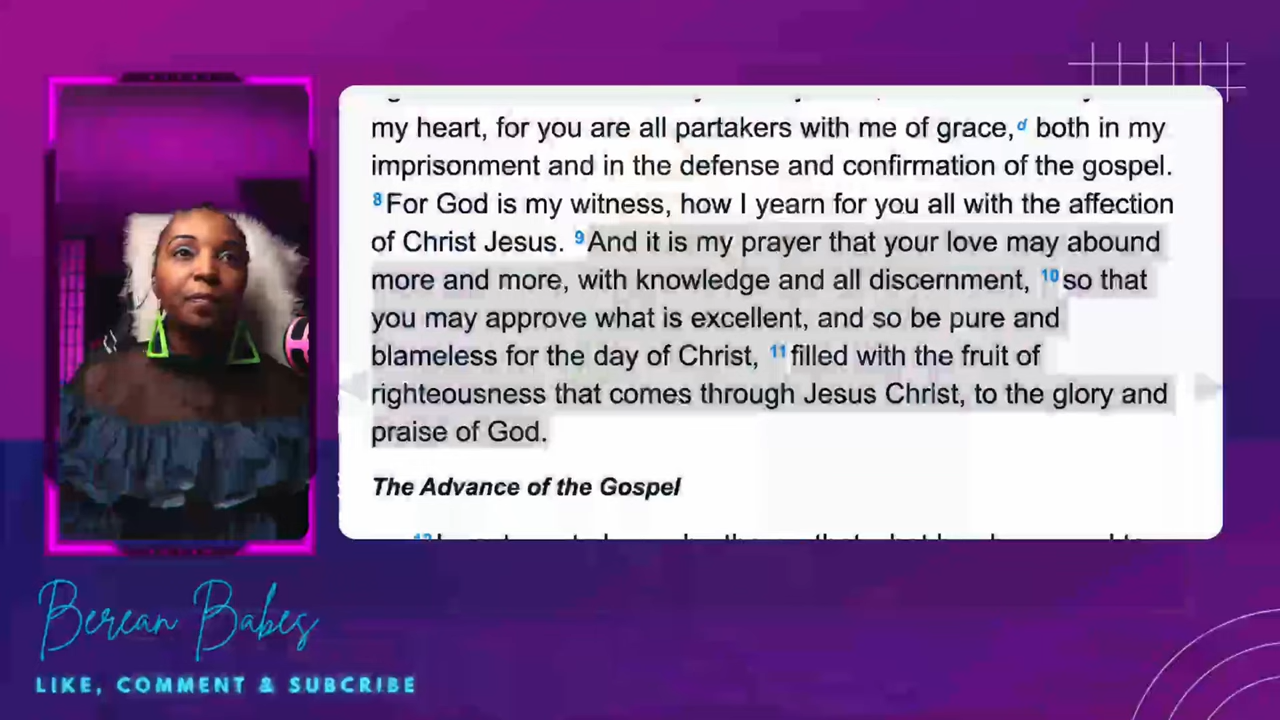 my heart, for you are all partakers with me of grace,d both in my
imprisonment and in the defense and confirmation of the gospel.
8 For God is my witness, how I yearn for you all with the affection
of Christ Jesus. 9 And it is my prayer that your love may abound
more and more, with knowledge and all discernment, 10 so that
you may approve what is excellent, and so be pure and
blameless for the day of Christ, 11 filled with the fruit of
righteousness that comes through Jesus Christ, to the glory and
praise of God.
The Advance of the Gospel
Berean Babes
LIKE, COMMENT & SUBCRIBE